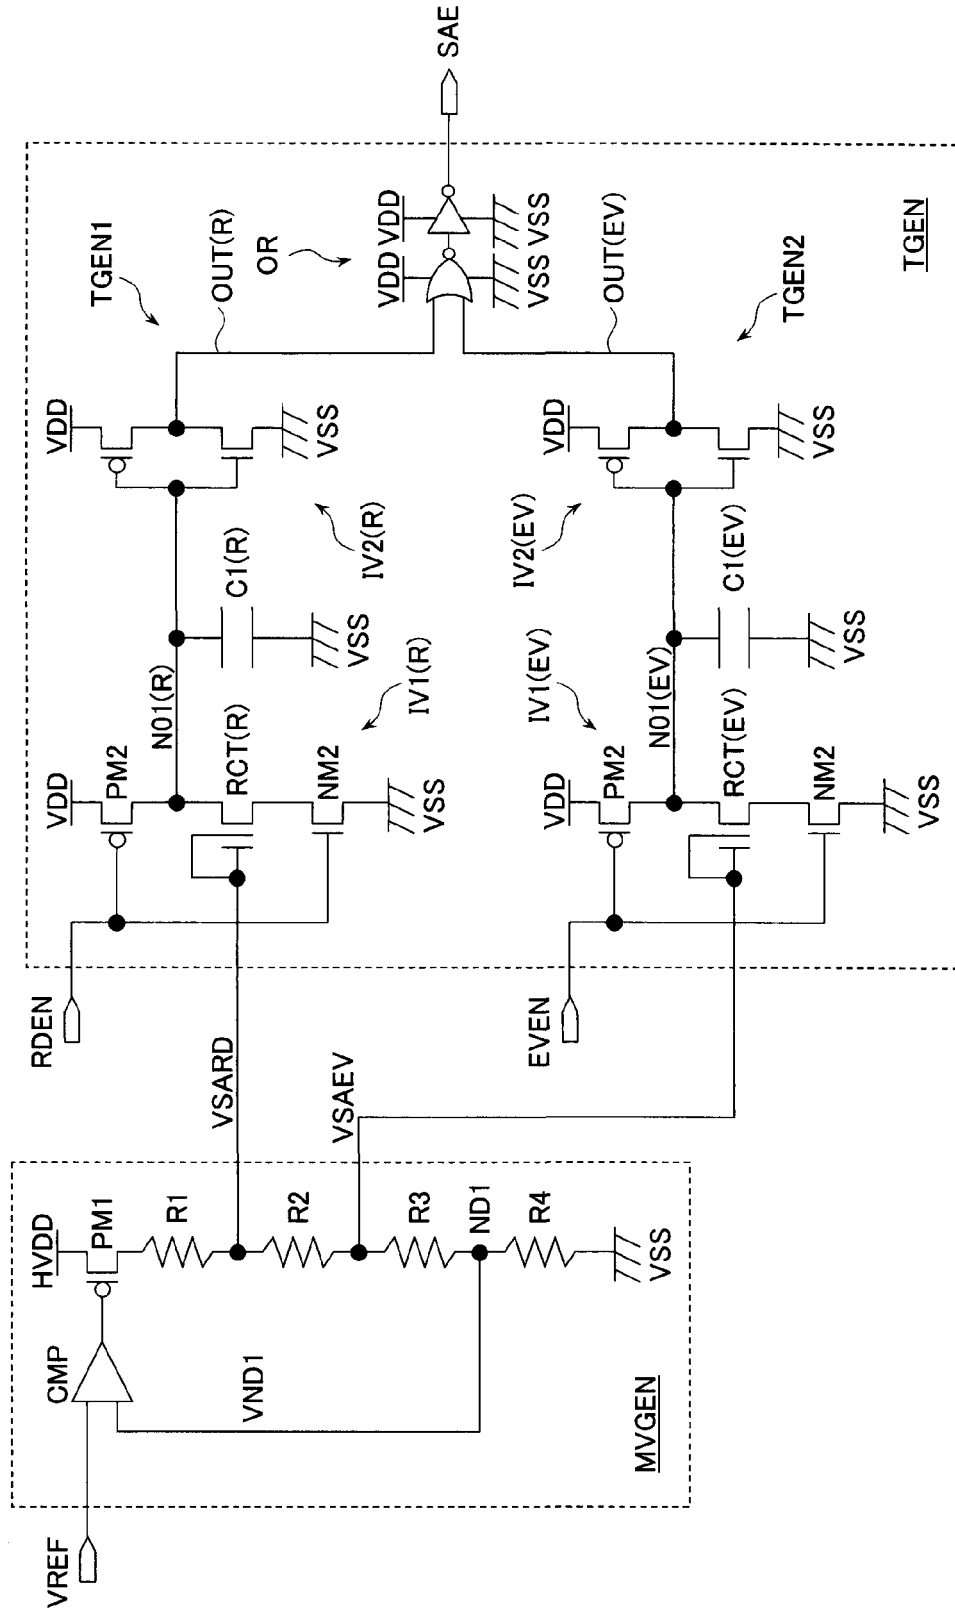 VREF
MVGEN
CMP
VND1
HVDD
PM1
R1
R2
R3
ND1
R4
VSS
VSARD
VSAEV
RDEN
EVEN
TGEN1
VDD
PM2
N01(R)
RCT(R)
NM2
VSS
IV1(R)
C1(R)
VSS
IV2(R)
VDD
VSS
OUT(R)
OR
VDD
VDD
VSS
VSS
SAE
OUT(EV)
TGEN2
VDD
PM2
N01(EV)
RCT(EV)
NM2
VSS
IV1(EV)
C1(EV)
VSS
IV2(EV)
VDD
VSS
TGEN